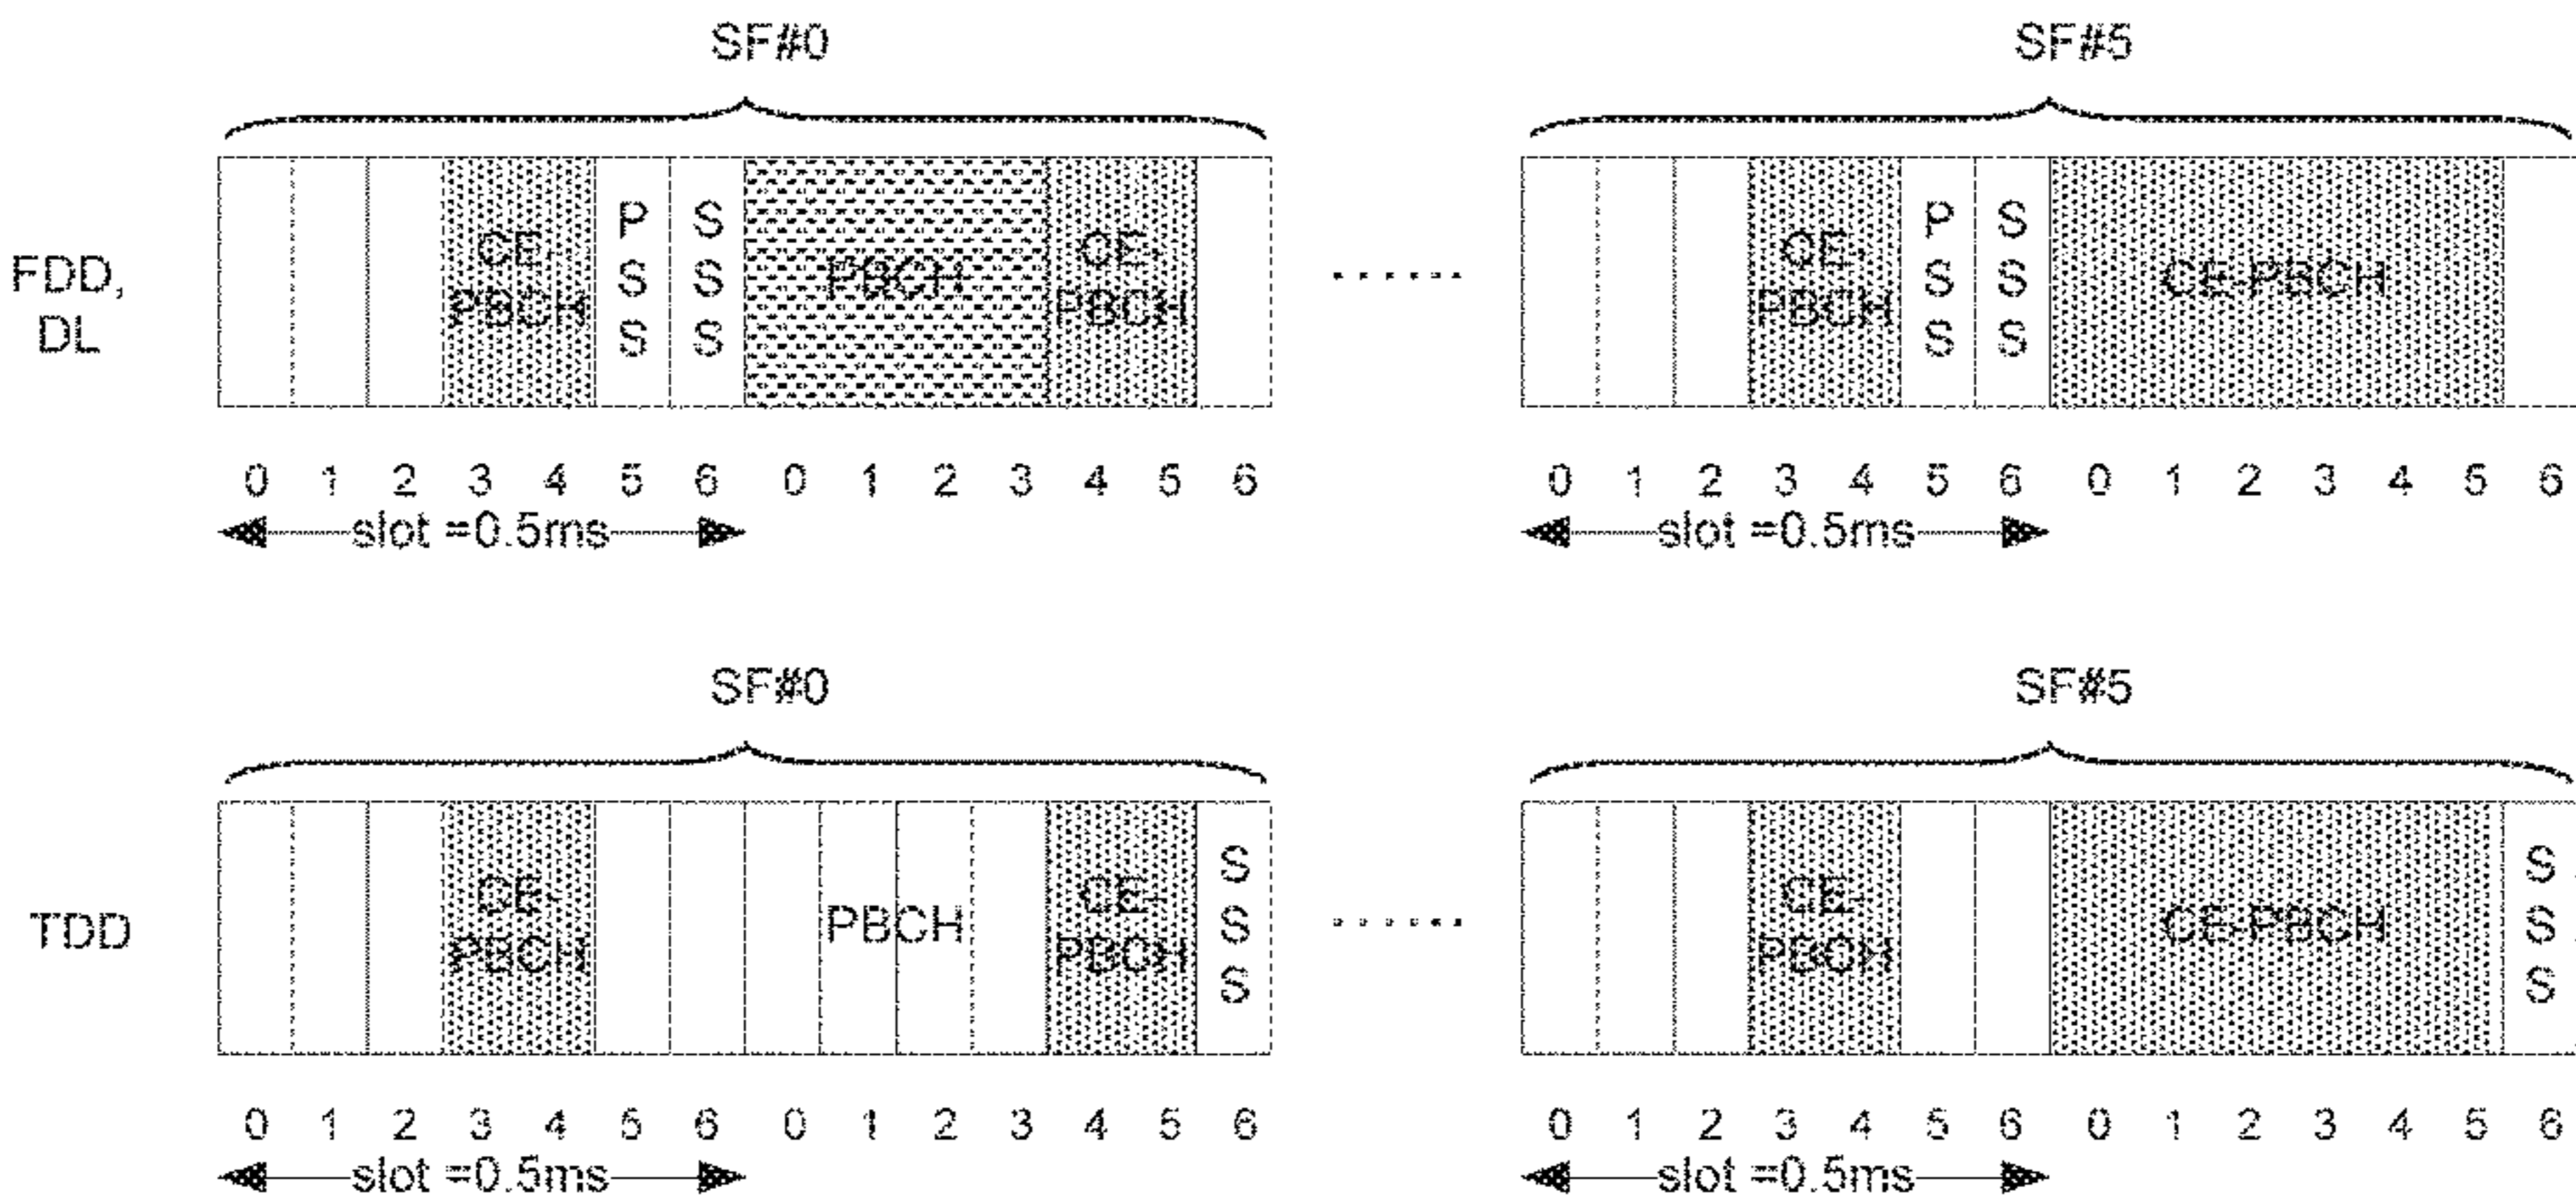 SF#0 SF#5
FDD, DL
CE- PBCH
P S S
S S S
PBCH
CE- PBCH
......
CE- PBCH
P S S
S S S
CE-PBCH
0 1 2 3 4 5 6 0 1 2 3 4 5 6 0 1 2 3 4 5 6 0 1 2 3 4 5 6
slot =0.5ms slot =0.5ms
SF#0 SF#5
TDD
CE- PBCH
PBCH
CE- PBCH
S S S
......
CE- PBCH
CE-PBCH
S S S
0 1 2 3 4 5 6 0 1 2 3 4 5 6 0 1 2 3 4 5 6 0 1 2 3 4 5 6
slot =0.5ms slot =0.5ms